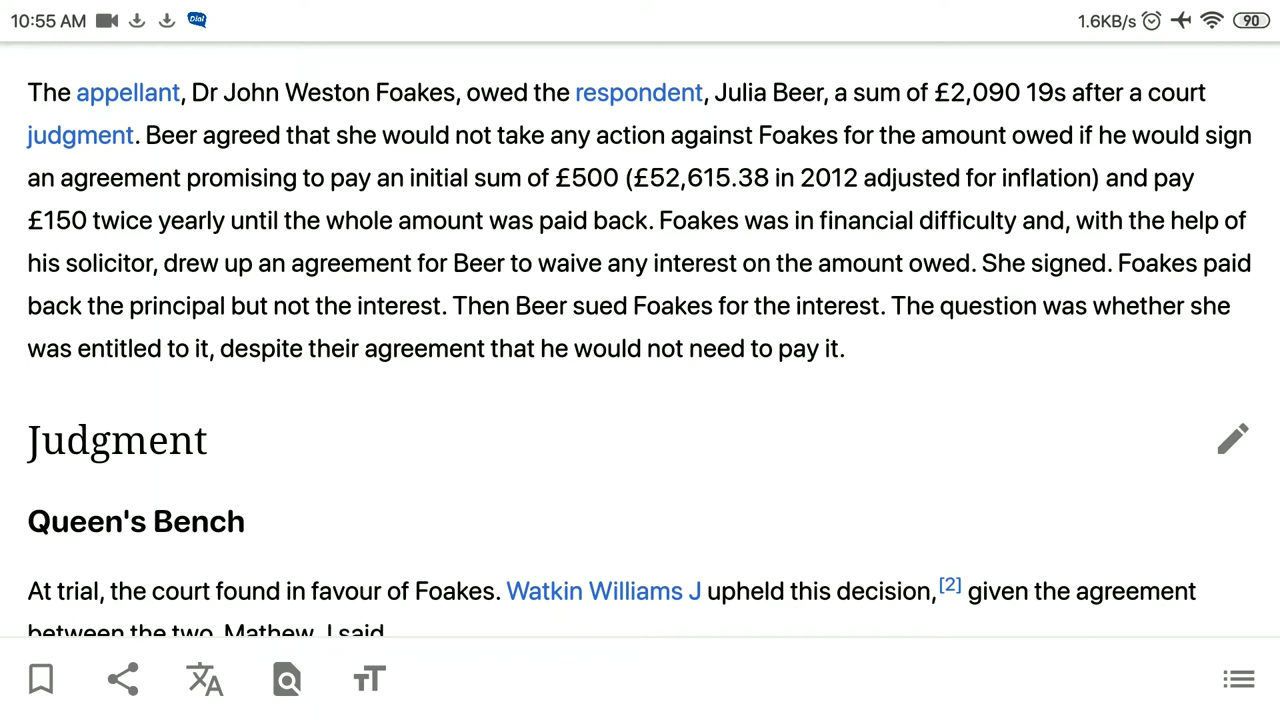 10:55 AM Dial 1.6KB/s 90
The appellant, Dr John Weston Foakes, owed the respondent, Julia Beer, a sum of £2,090 19s after a court
judgment. Beer agreed that she would not take any action against Foakes for the amount owed if he would sign
an agreement promising to pay an initial sum of £500 (£52,615.38 in 2012 adjusted for inflation) and pay
£150 twice yearly until the whole amount was paid back. Foakes was in financial difficulty and, with the help of
his solicitor, drew up an agreement for Beer to waive any interest on the amount owed. She signed. Foakes paid
back the principal but not the interest. Then Beer sued Foakes for the interest. The question was whether she
was entitled to it, despite their agreement that he would not need to pay it.
Judgment
Queen's Bench
At trial, the court found in favour of Foakes. Watkin Williams J upheld this decision,[2] given the agreement
between the two. Mathew J said